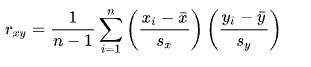 r_{xy} = \frac{1}{n-1} \sum_{i=1}^{n} \left( \frac{x_i - \bar{x}}{s_x} \right) \left( \frac{y_i - \bar{y}}{s_y} \right)